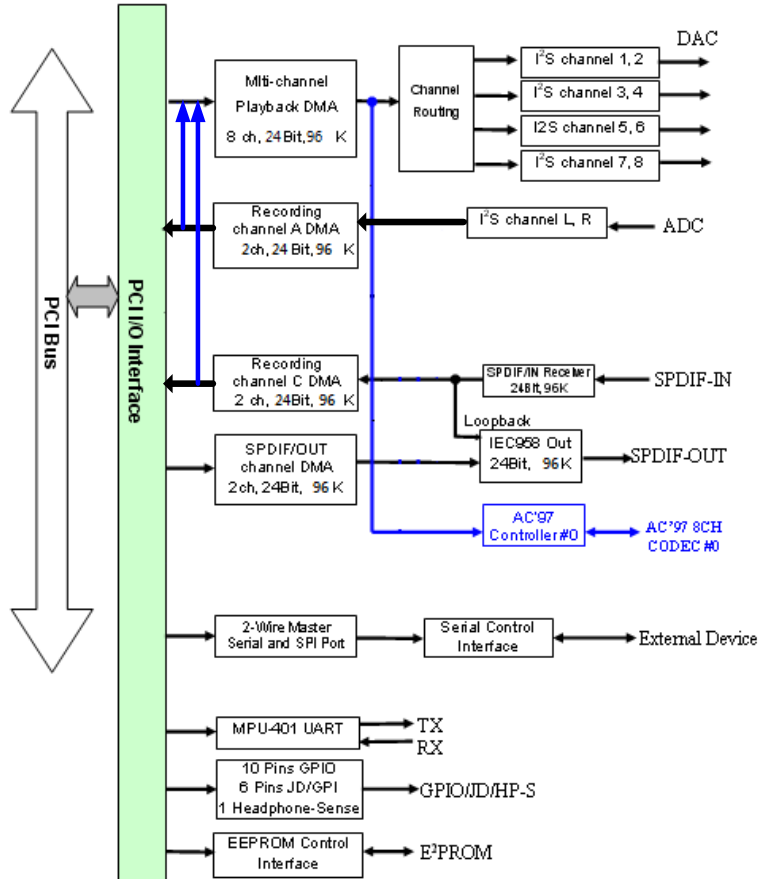 PCI Bus
PCI I/O Interface
Mlti-channel
Playback DMA
8 ch, 24Bit, 96 K
Channel
Routing
I²S channel 1, 2
I²S channel 3, 4
I2S channel 5, 6
I²S channel 7, 8
DAC
Recording
channel A DMA
2ch, 24 Bit, 96 K
I²S channel L, R
ADC
Recording
channel C DMA
2 ch, 24Bit, 96 K
SPDIF/IN Receiver
24Bit, 96K
SPDIF-IN
Loopback
SPDIF/OUT
channel DMA
2ch, 24Bit, 96K
IEC958 Out
24Bit, 96K
SPDIF-OUT
AC'97
Controller#0
AC'97 8CH
CODEC #0
2-Wire Master
Serial and SPI Port
Serial Control
Interface
External Device
MPU-401 UART
TX
RX
10 Pins GPIO
6 Pins JD/GPI
1 Headphone-Sense
GPIO/JD/HP-S
EEPROM Control
Interface
E²PROM